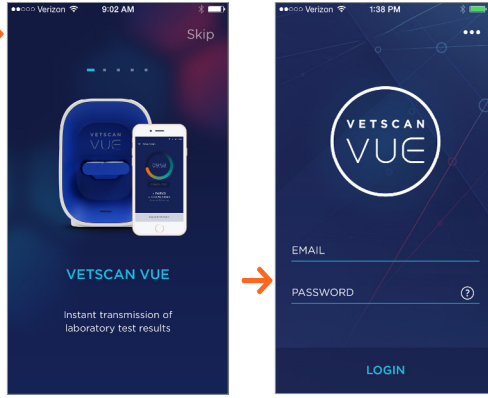 Verizon 9:02 AM
Skip
VETSCAN
VUE
VETSCAN VUE
Instant transmission of
laboratory test results
Verizon 1:38 PM
VETSCAN
VUE
EMAIL
PASSWORD ?
LOGIN